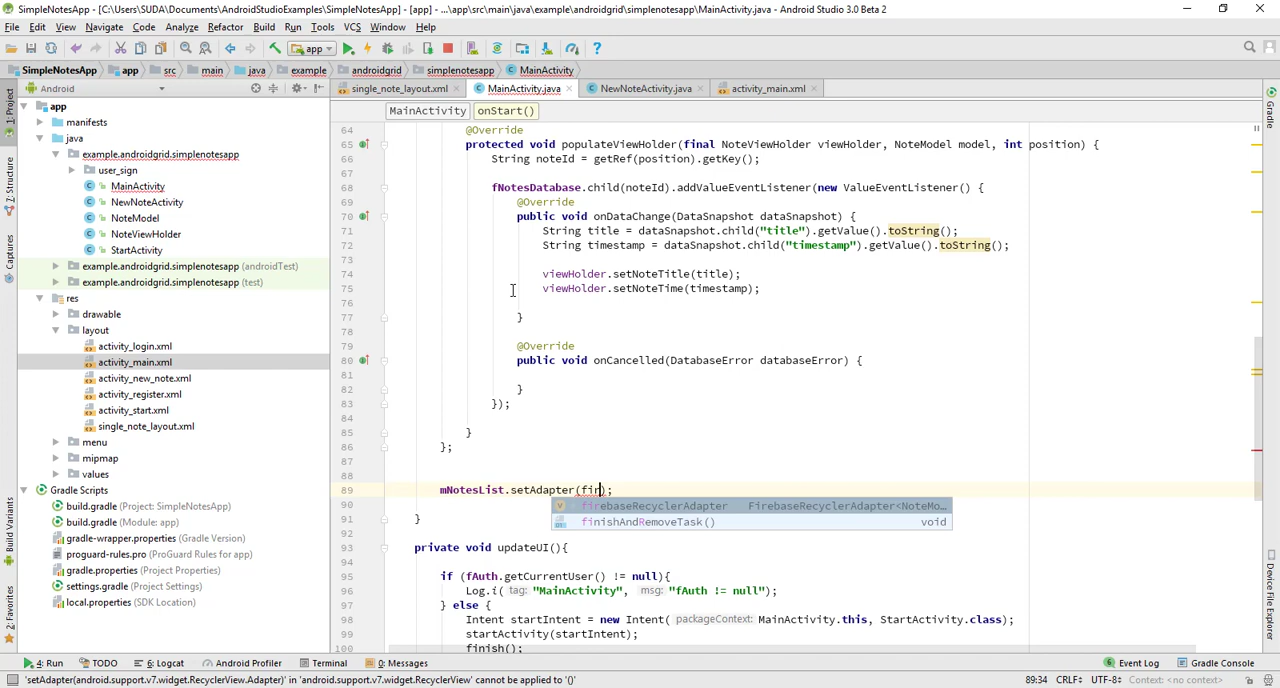 SimpleNotesApp - [C:\Users\SUDA\Documents\AndroidStudioExamples\SimpleNotesApp] - [app] - ...\app\src\main\java\example\androidgrid\simplenotesapp\MainActivity.java - Android Studio 3.0 Beta 2
File Edit View Navigate Code Analyze Refactor Build Run Tools VCS Window Help
app
SimpleNotesApp app src main java example androidgrid simplenotesapp MainActivity
Android
single_note_layout.xml MainActivity.java NewNoteActivity.java activity_main.xml
MainActivity onStart()
1: Project
7: Structure
Captures
Build Variants
2: Favorites
Gradle
Device File Explorer
app
manifests
java
example.androidgrid.simplenotesapp
user_sign
MainActivity
NewNoteActivity
NoteModel
NoteViewHolder
StartActivity
example.androidgrid.simplenotesapp (androidTest)
example.androidgrid.simplenotesapp (test)
res
drawable
layout
activity_login.xml
activity_main.xml
activity_new_note.xml
activity_register.xml
activity_start.xml
single_note_layout.xml
menu
mipmap
values
Gradle Scripts
build.gradle (Project: SimpleNotesApp)
build.gradle (Module: app)
gradle-wrapper.properties (Gradle Version)
proguard-rules.pro (ProGuard Rules for app)
gradle.properties (Project Properties)
settings.gradle (Project Settings)
local.properties (SDK Location)
64 @Override
65 protected void populateViewHolder(final NoteViewHolder viewHolder, NoteModel model, int position) {
66 String noteId = getRef(position).getKey();
67
68 fNotesDatabase.child(noteId).addValueEventListener(new ValueEventListener() {
69 @Override
70 public void onDataChange(DataSnapshot dataSnapshot) {
71 String title = dataSnapshot.child("title").getValue().toString();
72 String timestamp = dataSnapshot.child("timestamp").getValue().toString();
73
74 viewHolder.setNoteTitle(title);
75 viewHolder.setNoteTime(timestamp);
76
77 }
78
79 @Override
80 public void onCancelled(DatabaseError databaseError) {
81
82 }
83 });
84
85 }
86 };
87
88
89 mNotesList.setAdapter(fir);
90 firebaseRecyclerAdapter FirebaseRecyclerAdapter<NoteMo...
91 } finishAndRemoveTask() void
92
93 private void updateUI(){
94
95 if (fAuth.getCurrentUser() != null){
96 Log.i( tag: "MainActivity", msg: "fAuth != null");
97 } else {
98 Intent startIntent = new Intent( packageContext: MainActivity.this, StartActivity.class);
99 startActivity(startIntent);
100 finish();
4: Run TODO 6: Logcat Android Profiler Terminal 0: Messages 6 Event Log Gradle Console
'setAdapter(android.support.v7.widget.RecyclerView.Adapter)' in 'android.support.v7.widget.RecyclerView' cannot be applied to '()' 89:34 CRLF UTF-8 Context: <no context>